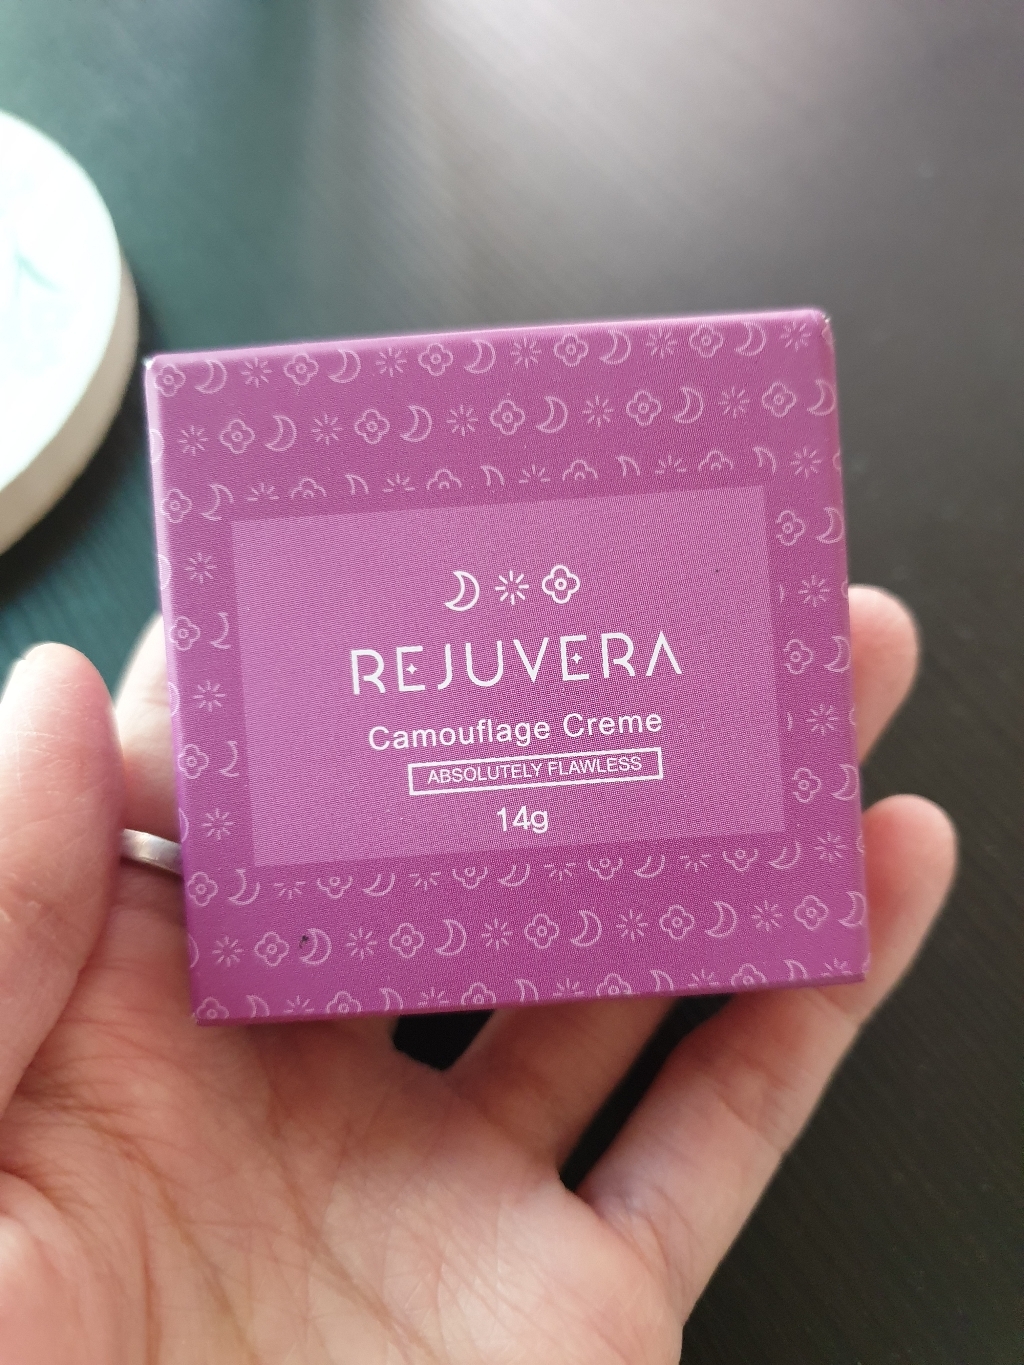 REJUVERA
Camouflage Creme
ABSOLUTELY FLAWLESS
14g